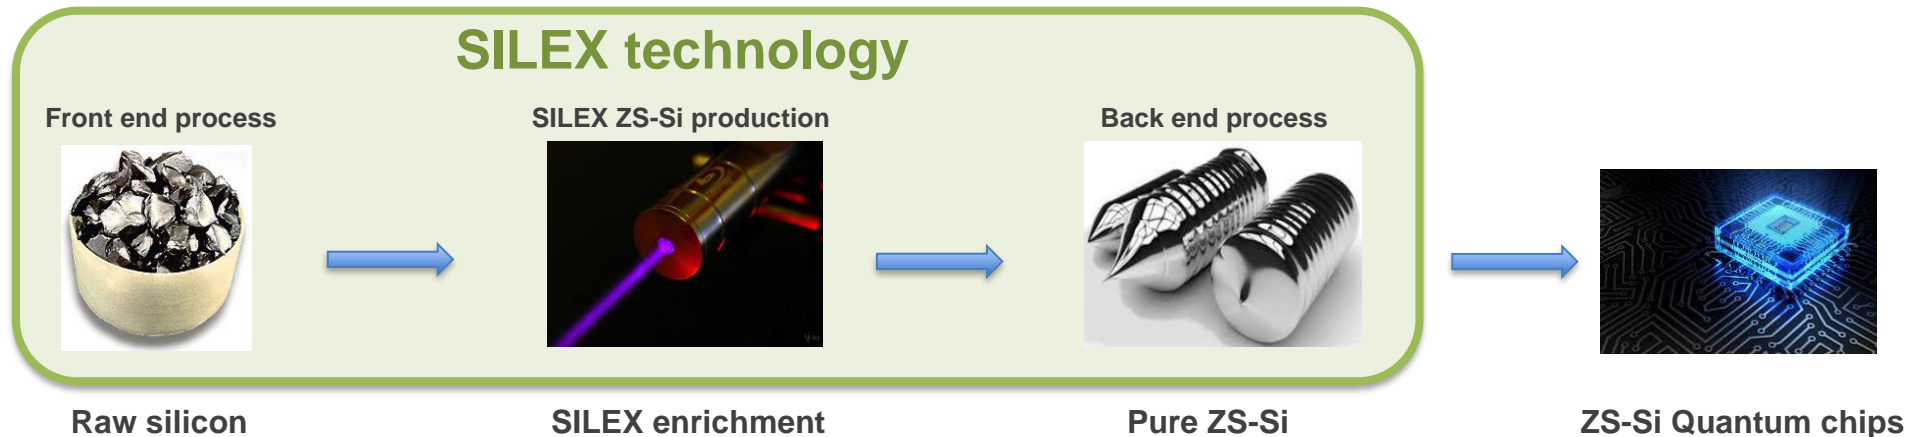 SILEX technology
Front end process
SILEX ZS-Si production
Back end process
Raw silicon
SILEX enrichment
Pure ZS-Si
ZS-Si Quantum chips